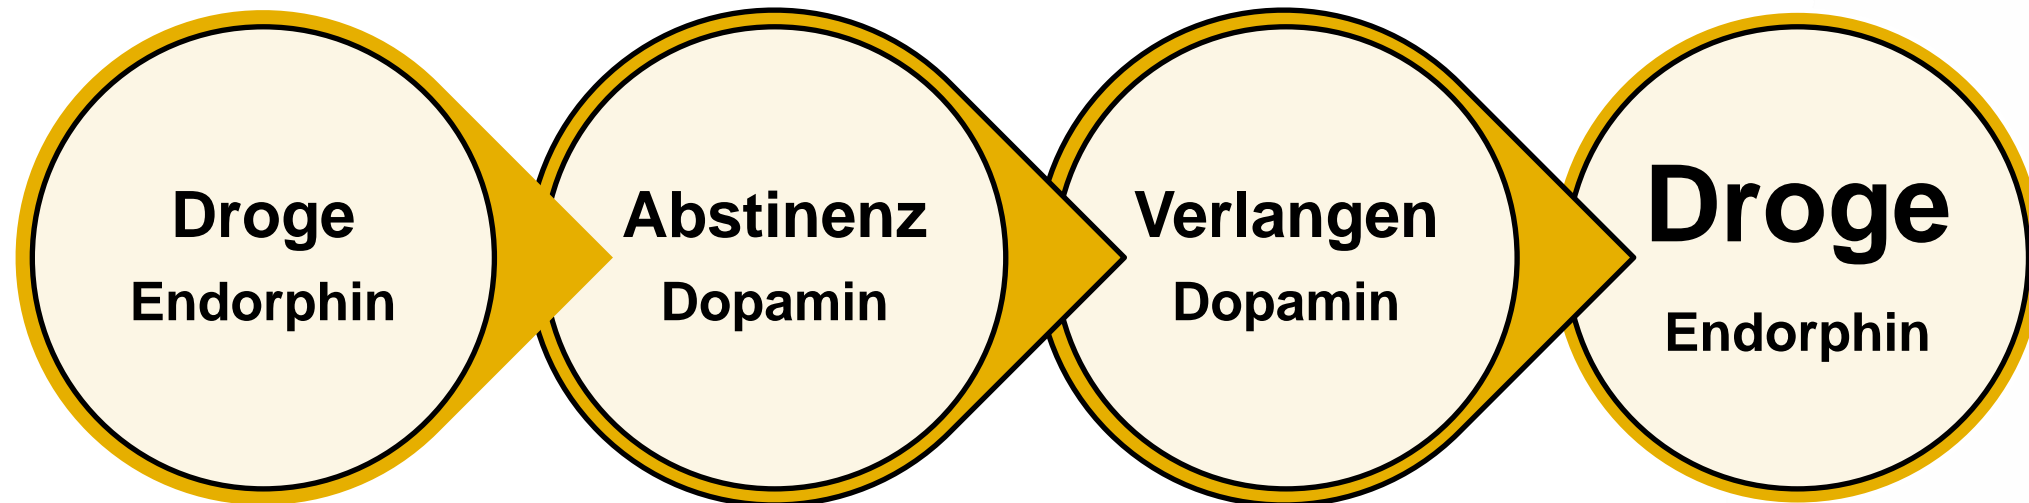 Droge
Endorphin
Abstinenz
Dopamin
Verlangen
Dopamin
Droge
Endorphin